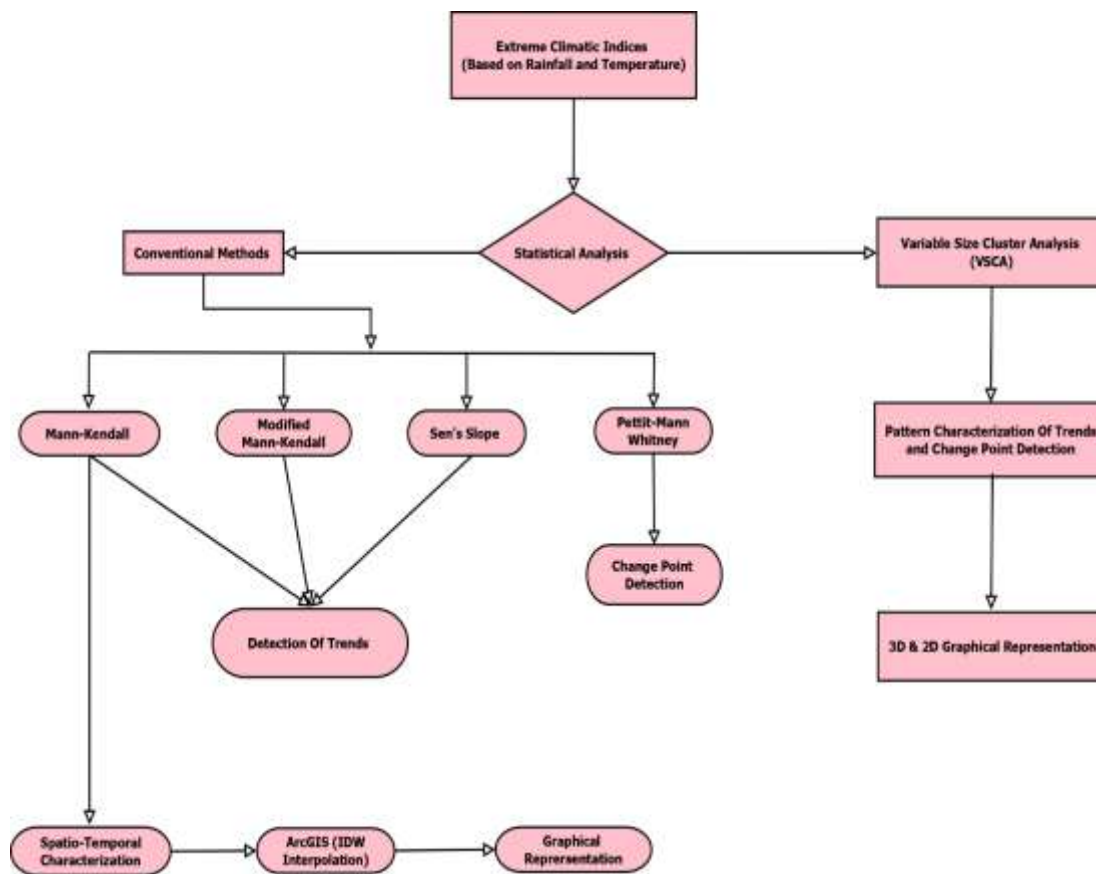 Extreme Climatic Indices
(Based on Rainfall and Temperature)
Conventional Methods
Statistical Analysis
Variable Size Cluster Analysis
(VSCA)
Mann-Kendall
Modified
Mann-Kendall
Sen's Slope
Pettit-Mann
Whitney
Pattern Characterization Of Trends
and Change Point Detection
Change Point
Detection
Detection Of Trends
3D & 2D Graphical Representation
Spatio-Temporal
Characterization
ArcGIS (IDW
Interpolation)
Graphical
Reprersentation